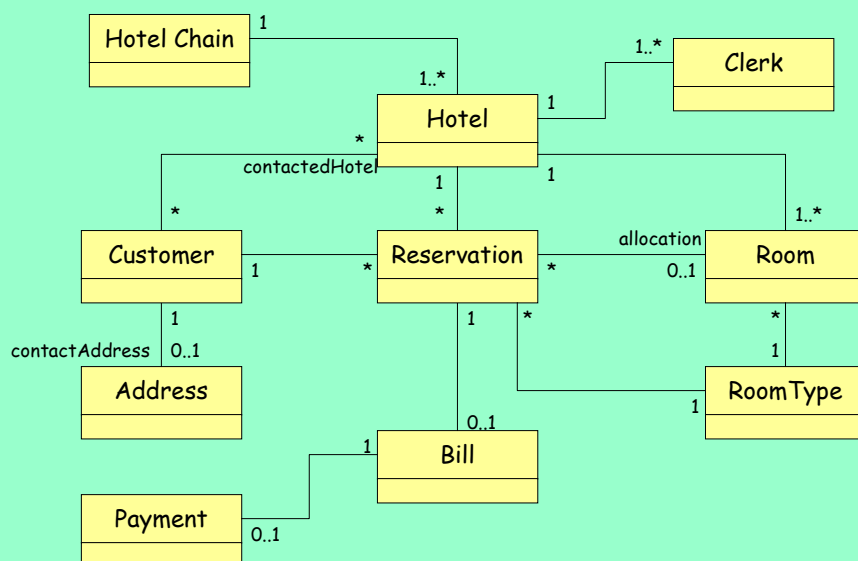 Hotel Chain
1
1..*
Clerk
1..*
Hotel
1
*
contactedHotel
1
1
*
*
1..*
Customer
Reservation
allocation
Room
1
*
*
0..1
1
1
*
*
contactAddress
0..1
1
Address
RoomType
1
0..1
1
Bill
Payment
0..1